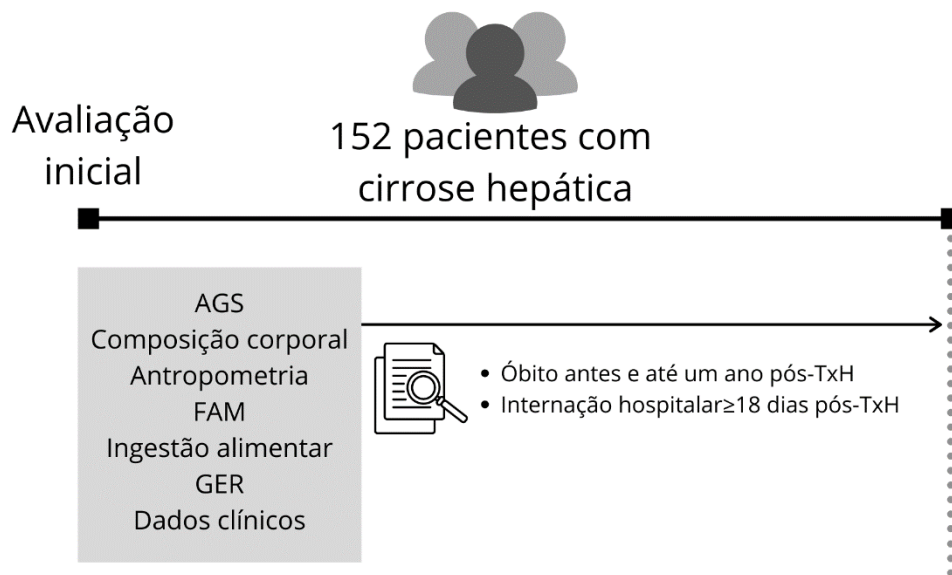 Avaliação
inicial
152 pacientes com
cirrose hepática
AGS
Composição corporal
Antropometria
FAM
Ingestão alimentar
GER
Dados clínicos
• Óbito antes e até um ano pós-TxH
• Internação hospitalar≥18 dias pós-TxH